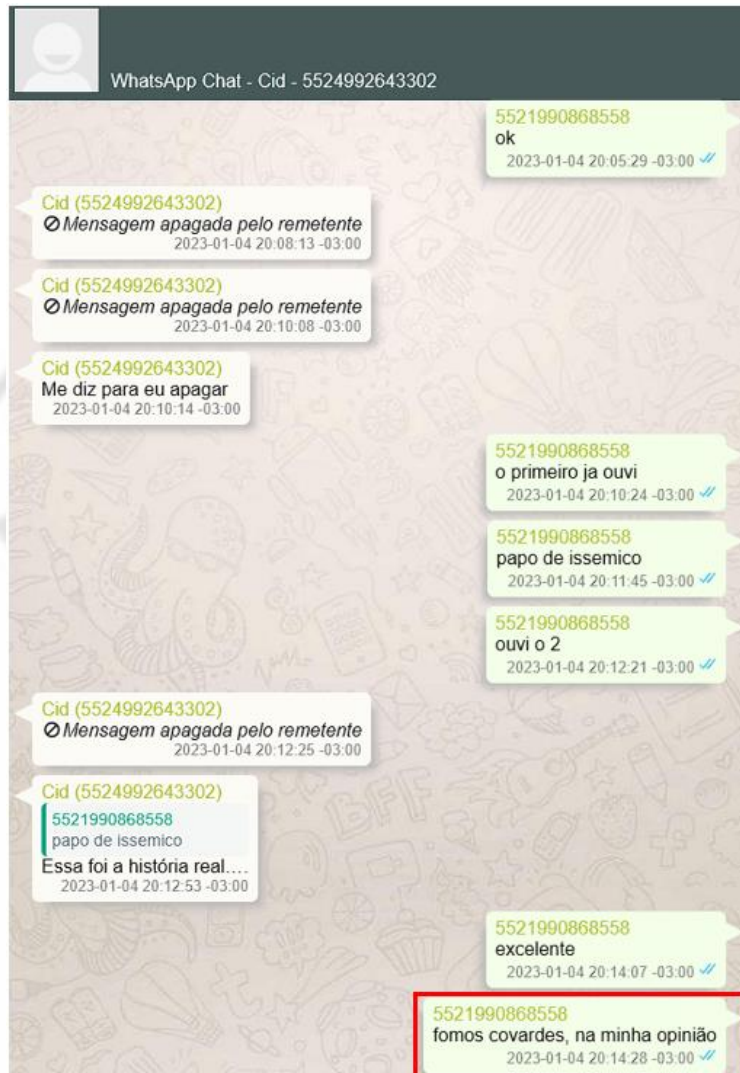 WhatsApp Chat - Cid - 5524992643302
5521990868558
ok
2023-01-04 20:05:29 -03:00
Cid (5524992643302)
Mensagem apagada pelo remetente
2023-01-04 20:08:13 -03:00
Cid (5524992643302)
Mensagem apagada pelo remetente
2023-01-04 20:10:08 -03:00
Cid (5524992643302)
Me diz para eu apagar
2023-01-04 20:10:14 -03:00
5521990868558
o primeiro ja ouvi
2023-01-04 20:10:24 -03:00
5521990868558
papo de issemico
2023-01-04 20:11:45 -03:00
5521990868558
ouvi o 2
2023-01-04 20:12:21 -03:00
Cid (5524992643302)
Mensagem apagada pelo remetente
2023-01-04 20:12:25 -03:00
Cid (5524992643302)
5521990868558
papo de issemico
Essa foi a história real....
2023-01-04 20:12:53 -03:00
5521990868558
excelente
2023-01-04 20:14:07 -03:00
5521990868558
fomos covardes, na minha opinião
2023-01-04 20:14:28 -03:00